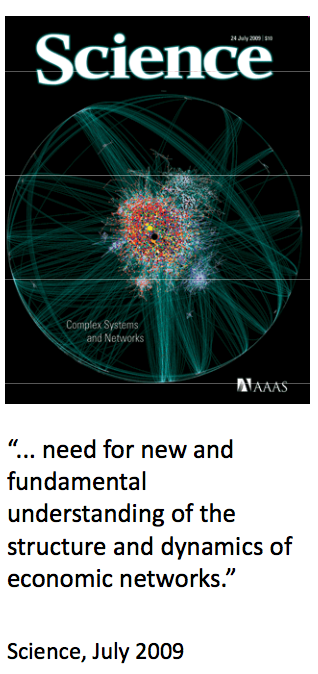 Science
24 July 2009 | $10
Complex Systems
and Networks
AAAS
“... need for new and
fundamental
understanding of the
structure and dynamics of
economic networks.”
Science, July 2009